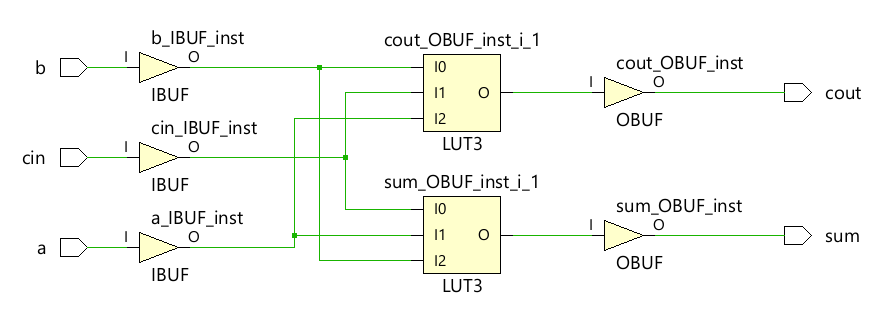 b
I
b_IBUF_inst
O
IBUF
cin
I
cin_IBUF_inst
O
IBUF
a
I
a_IBUF_inst
O
IBUF
cout_OBUF_inst_i_1
I0
I1
I2
O
LUT3
sum_OBUF_inst_i_1
I0
I1
I2
O
LUT3
cout_OBUF_inst
I
O
OBUF
cout
sum_OBUF_inst
I
O
OBUF
sum